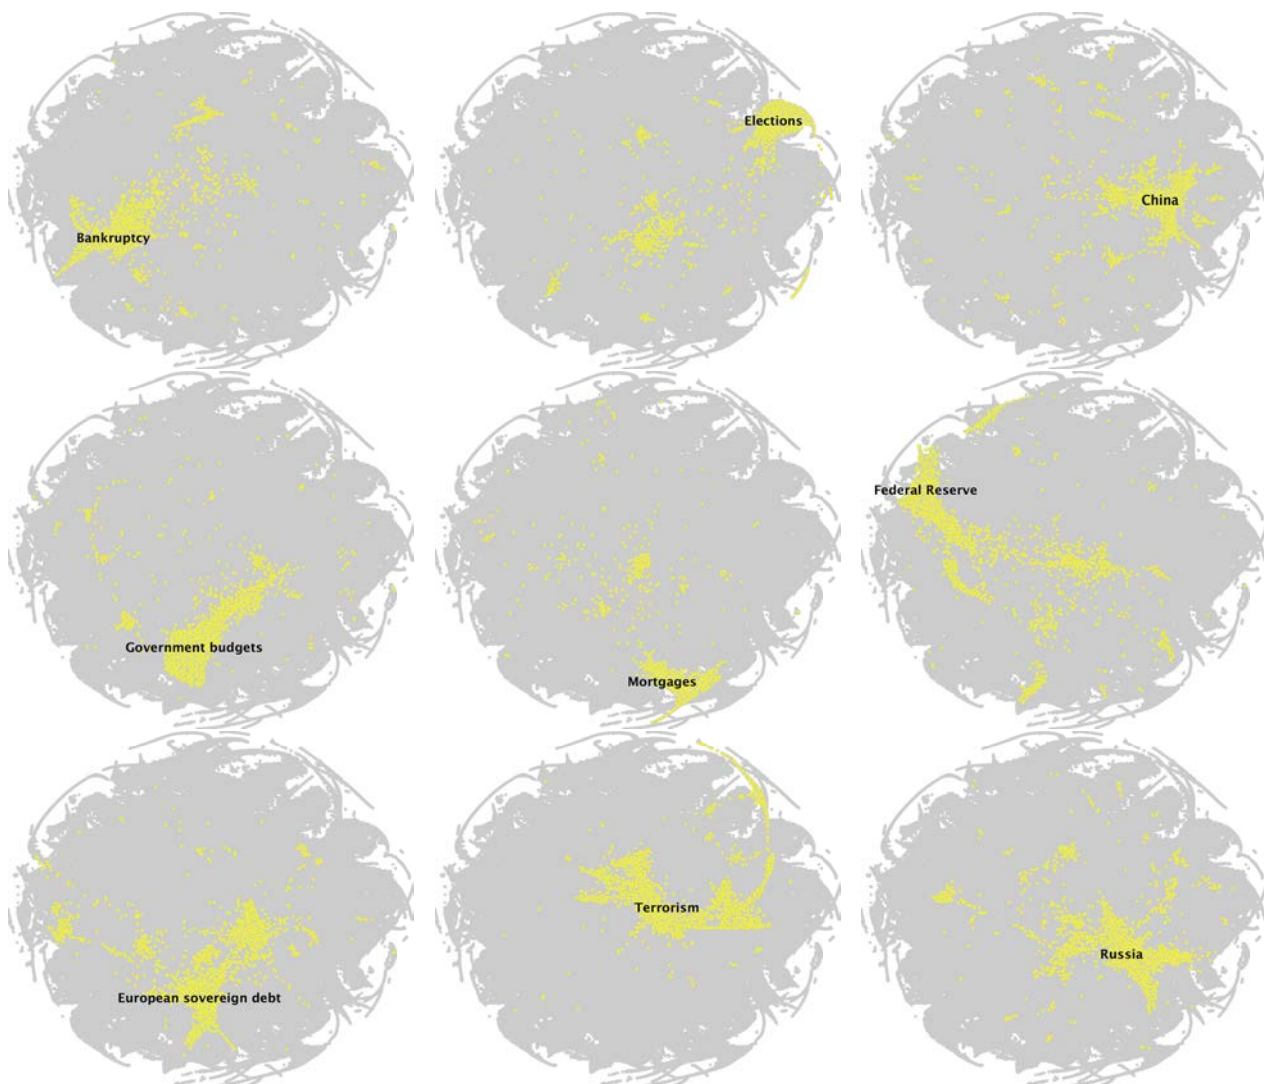 Bankruptcy
Elections
China
Government budgets
Mortgages
Federal Reserve
European sovereign debt
Terrorism
Russia